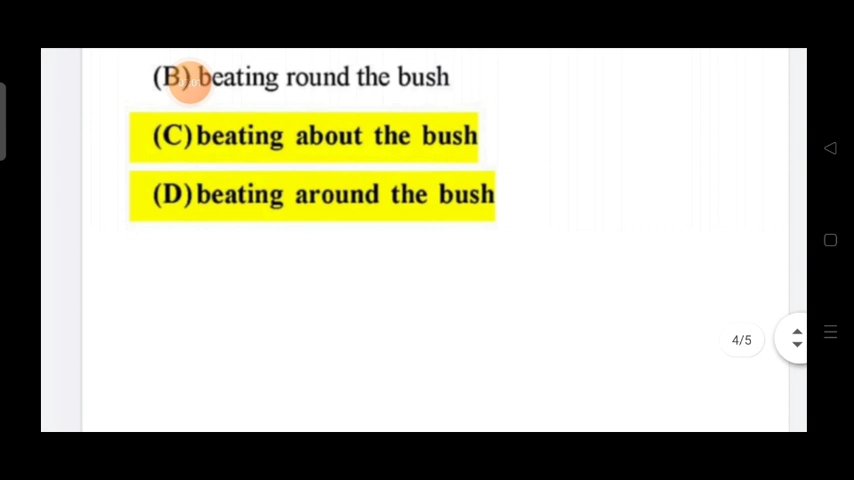 (B) beating round the bush
(C) beating about the bush
(D) beating around the bush
4/5